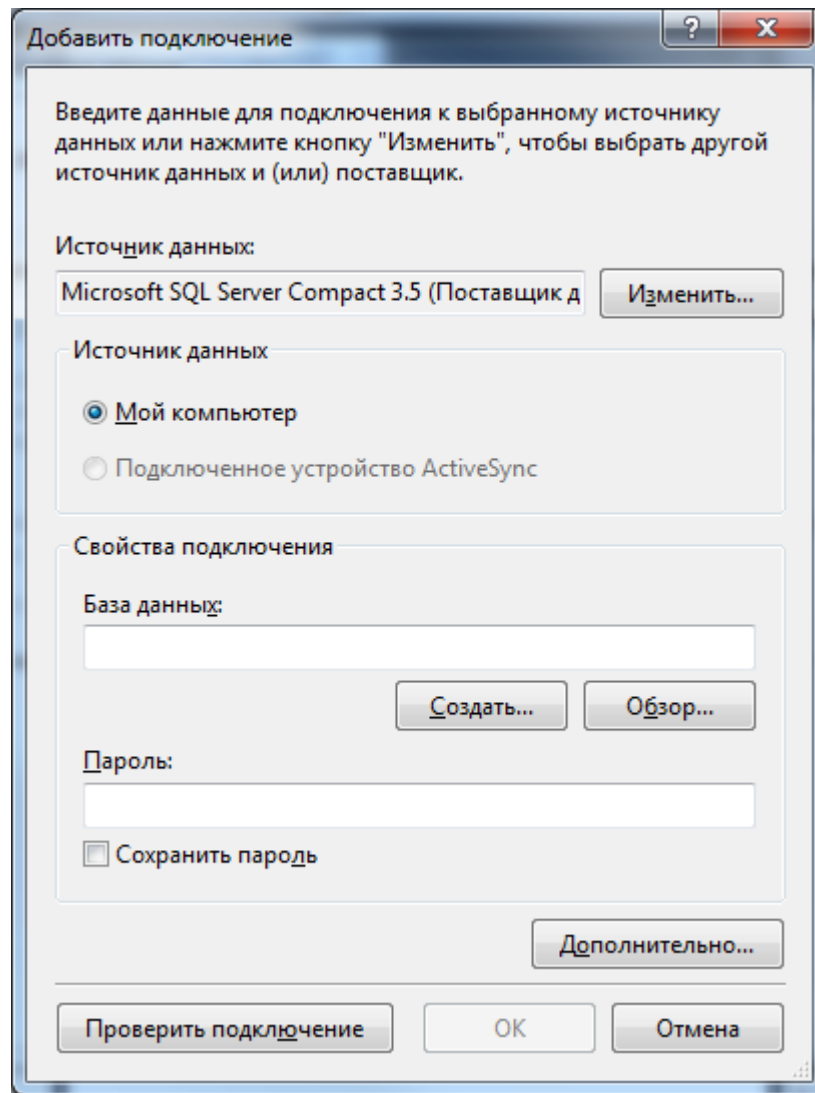 Добавить подключение
Введите данные для подключения к выбранному источнику
данных или нажмите кнопку "Изменить", чтобы выбрать другой
источник данных и (или) поставщик.
Источник данных:
Microsoft SQL Server Compact 3.5 (Поставщик д
Изменить...
Источник данных
Мой компьютер
Подключенное устройство ActiveSync
Свойства подключения
База данных:
Создать... Обзор...
Пароль:
Сохранить пароль
Дополнительно...
Проверить подключение ОК Отмена